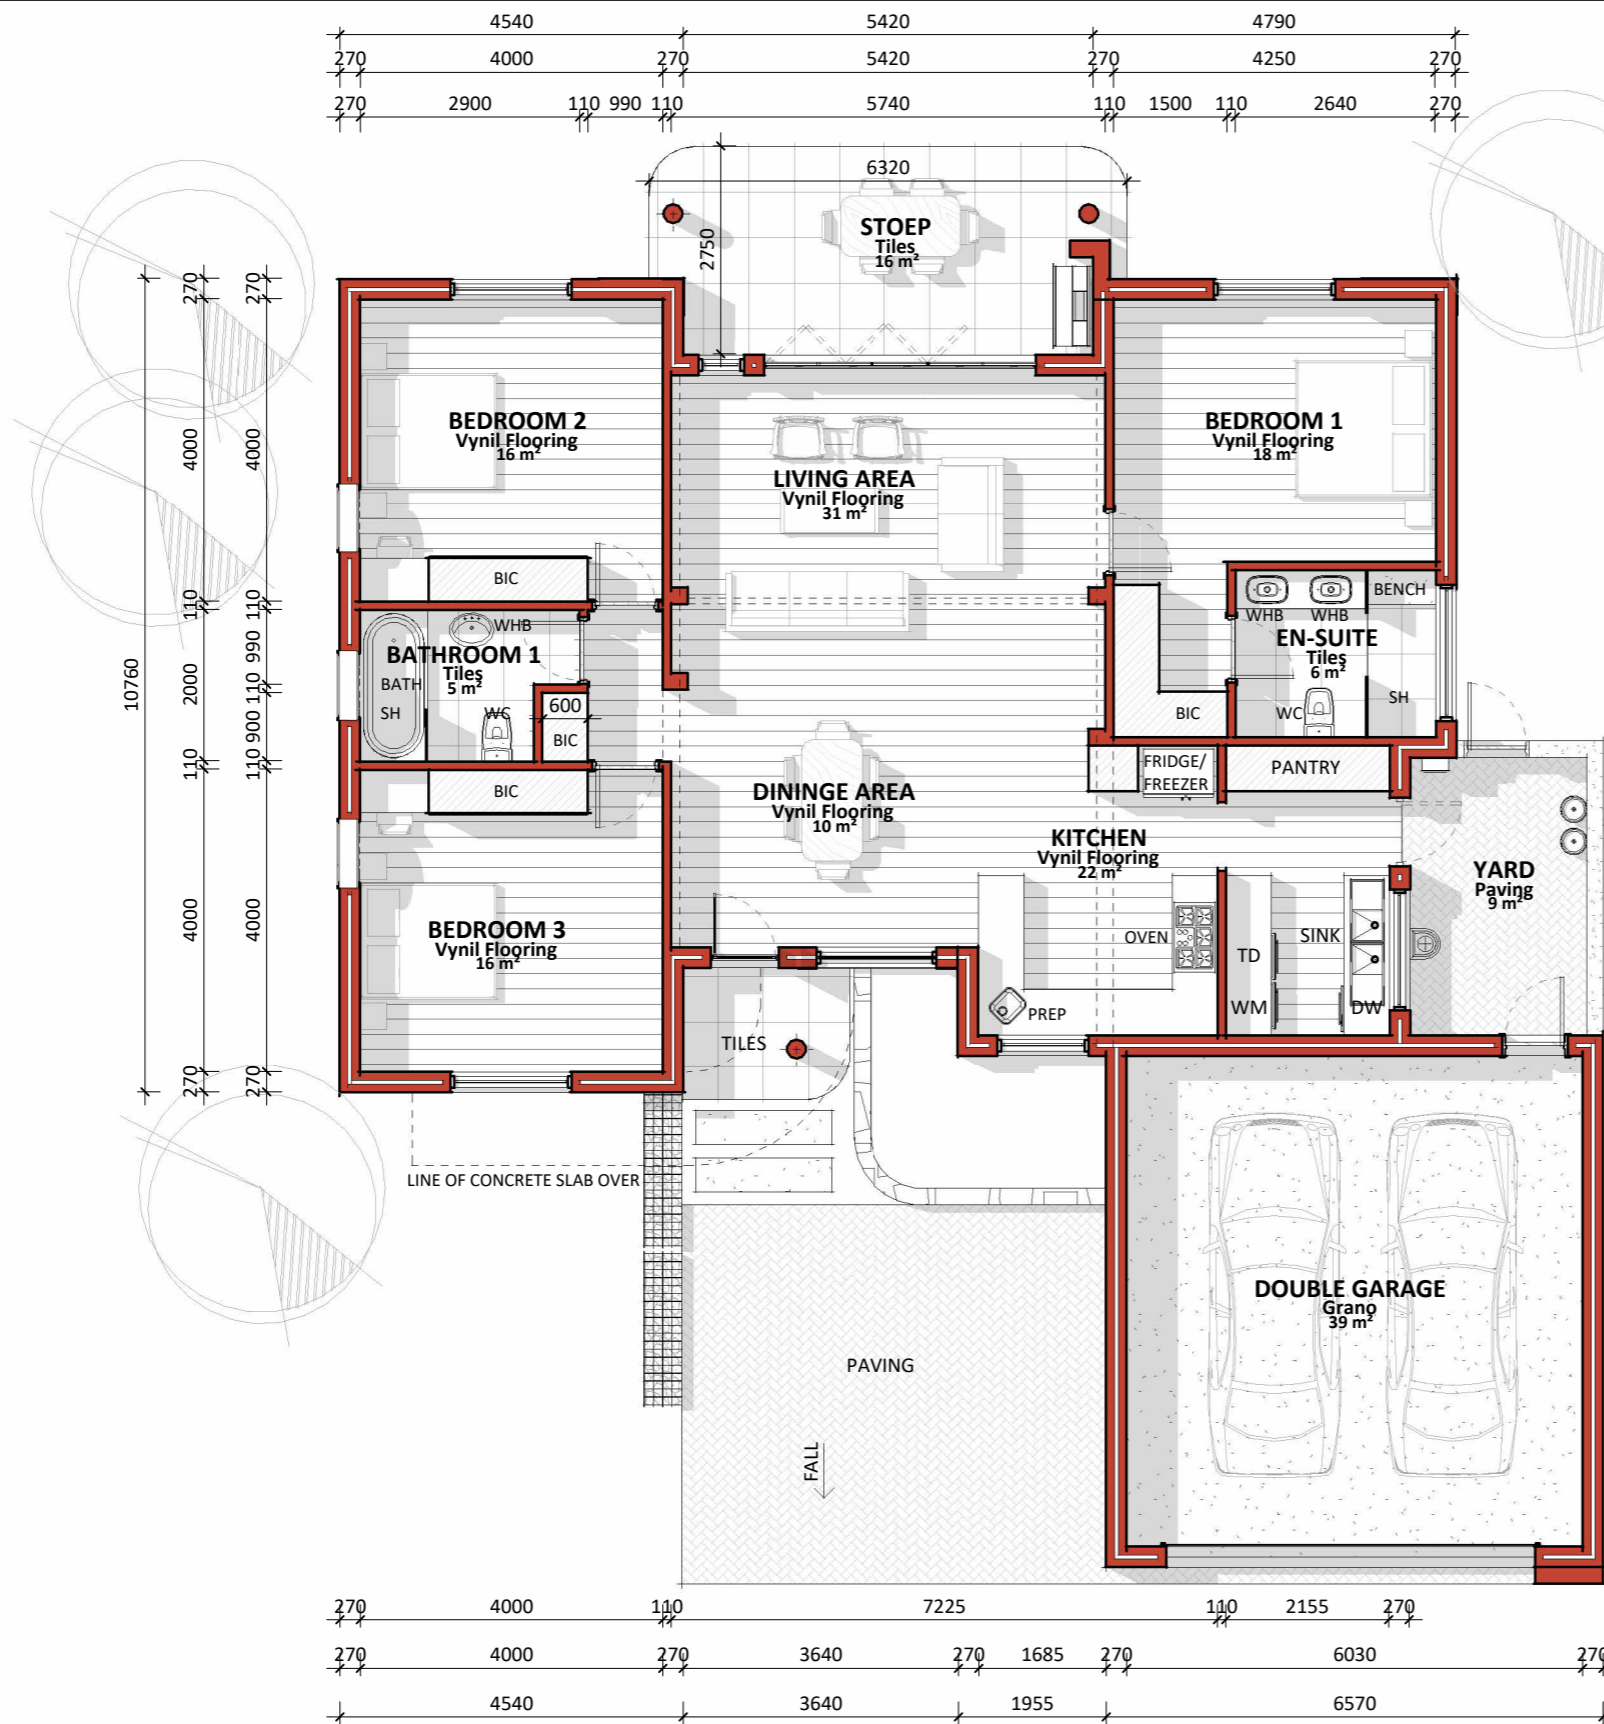 4540 5420 4790
270 4000 270 5420 270 4250 270
270 2900 110 990 110 5740 110 1500 110 2640 270
6320
2750
STOEP
Tiles
16 m²
270 270
4000 4000
110 110
10760
2000 990
110
900
110 110
4000 4000
270 270
BEDROOM 2
Vynil Flooring
16 m²
BIC
LIVING AREA
Vynil Flooring
31 m²
BEDROOM 1
Vynil Flooring
18 m²
WHB
BATHROOM 1
Tiles
5 m²
BATH
SH
WC
600
BIC
BIC
WHB WHB
BENCH
EN-SUITE
Tiles
6 m²
SH
WC
BIC
FRIDGE/
FREEZER
PANTRY
DININGE AREA
Vynil Flooring
10 m²
KITCHEN
Vynil Flooring
22 m²
YARD
Paving
9 m²
BEDROOM 3
Vynil Flooring
16 m²
OVEN
SINK
TD
WM
DW
PREP
TILES
LINE OF CONCRETE SLAB OVER
DOUBLE GARAGE
Grano
39 m²
PAVING
FALL
270 4000 110 7225 110 2155 270
270 4000 270 3640 270 1685 270 6030 270
4540 3640 1955 6570